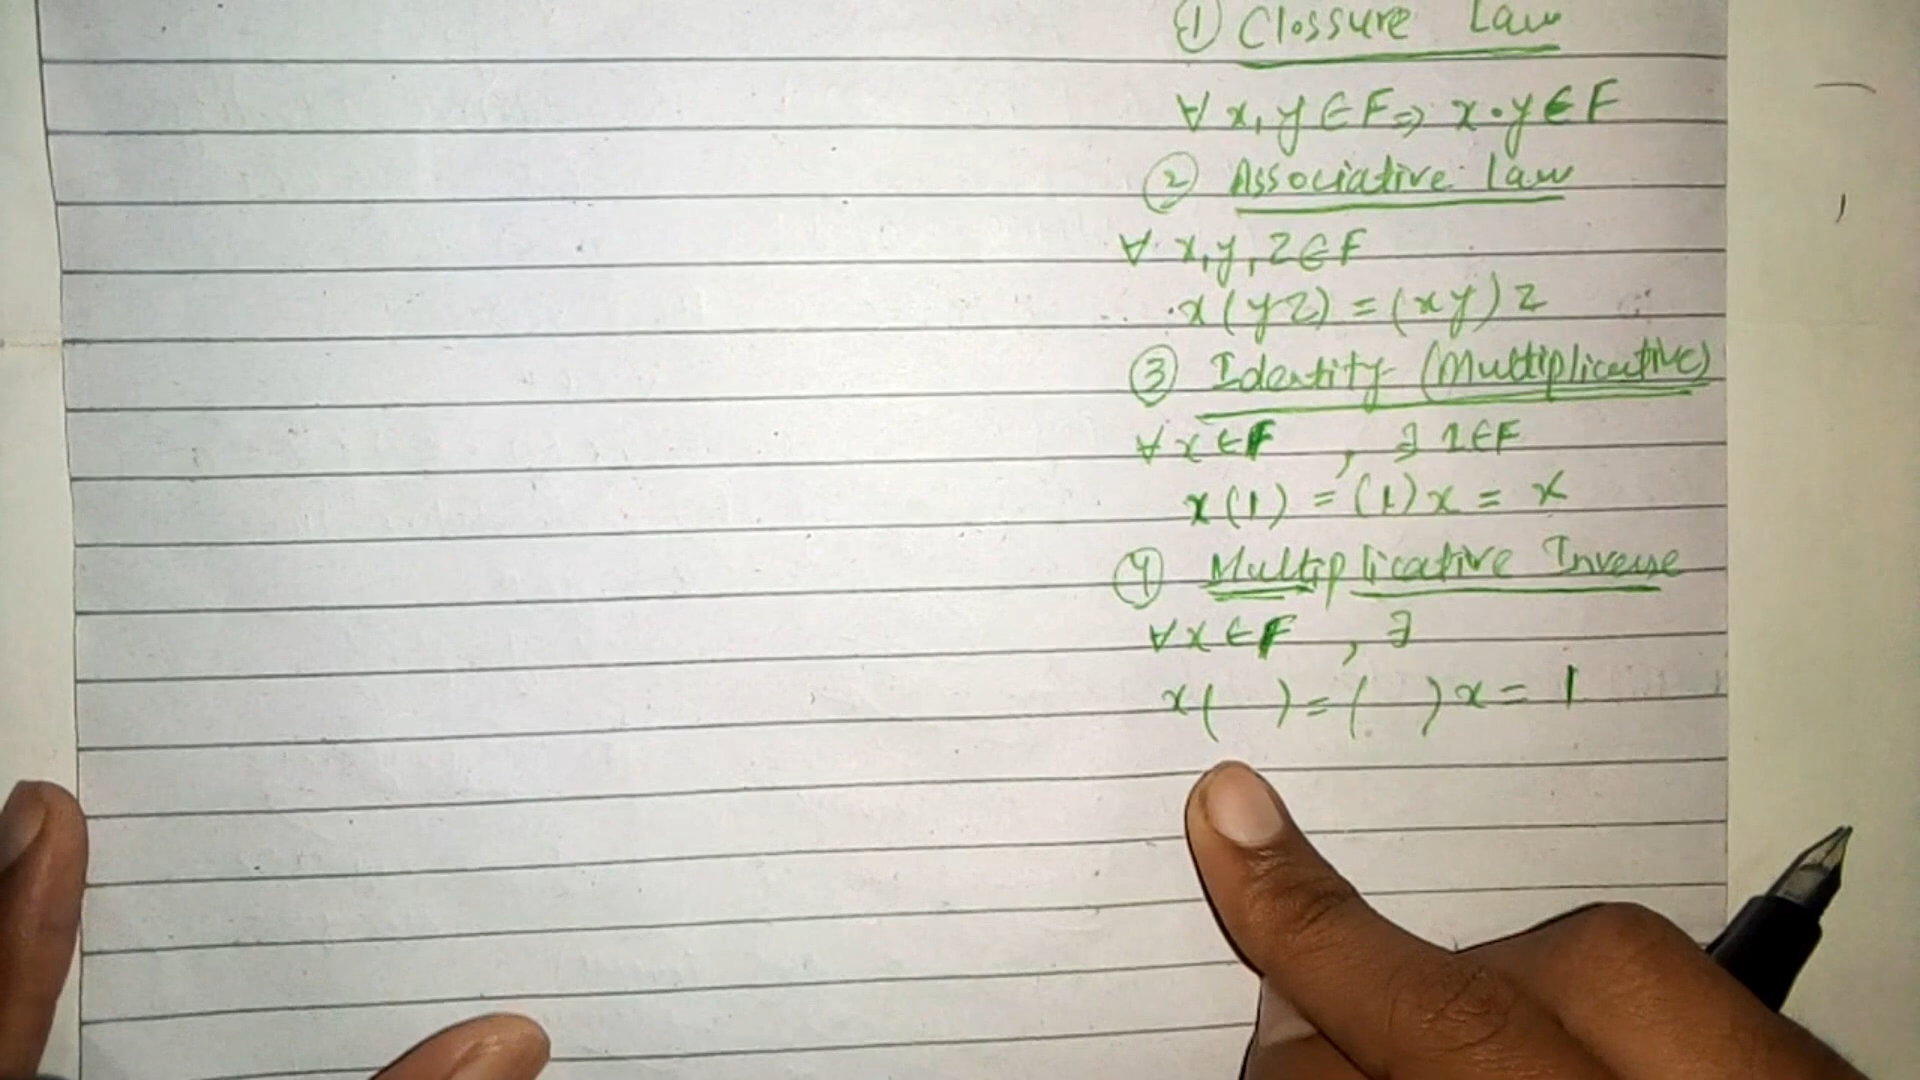 ① Clossure Law
∀ x, y ∈ F ⇒ x·y ∈ F
② Associative Law
∀ x, y, z ∈ F
x(yz) = (xy)z
③ Identity (Multiplicative)
∀ x ∈ F , ∃ 1 ∈ F
x(1) = (1)x = x
④ Multiplicative Inverse
∀ x ∈ F , ∃
x( ) = ( )x = 1